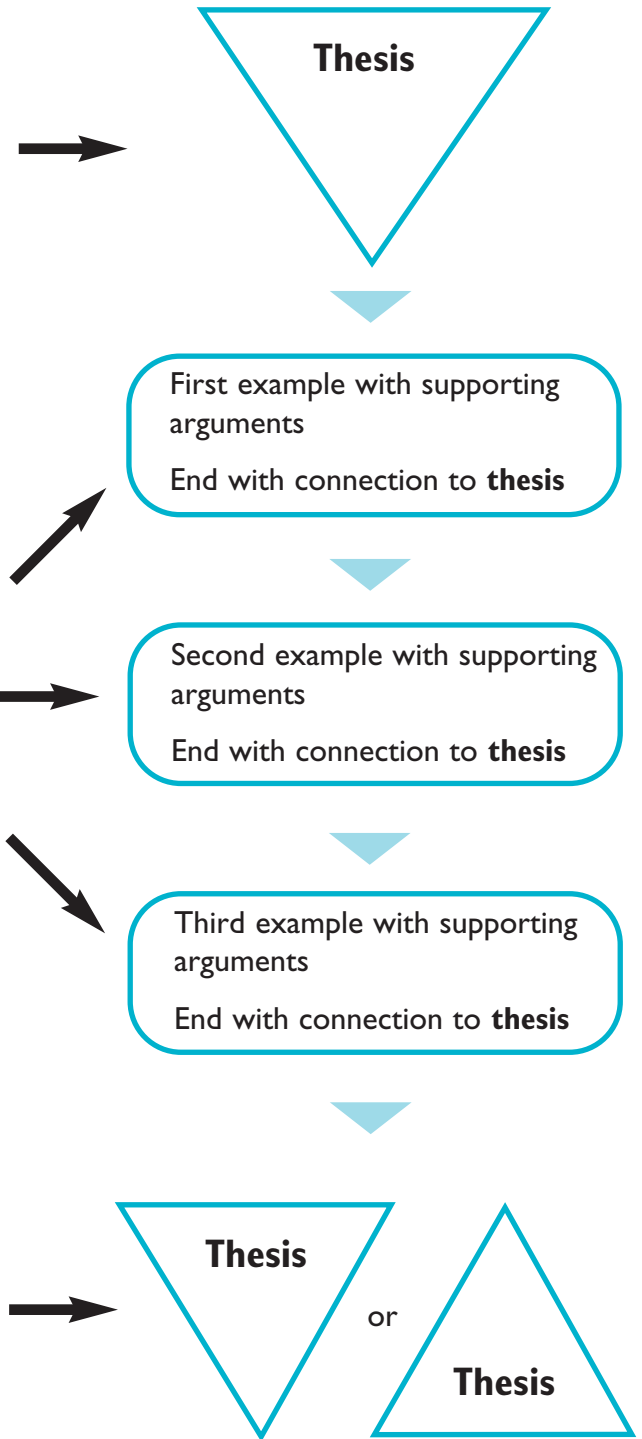 Thesis
First example with supporting
arguments
End with connection to thesis
Second example with supporting
arguments
End with connection to thesis
Third example with supporting
arguments
End with connection to thesis
Thesis
or
Thesis